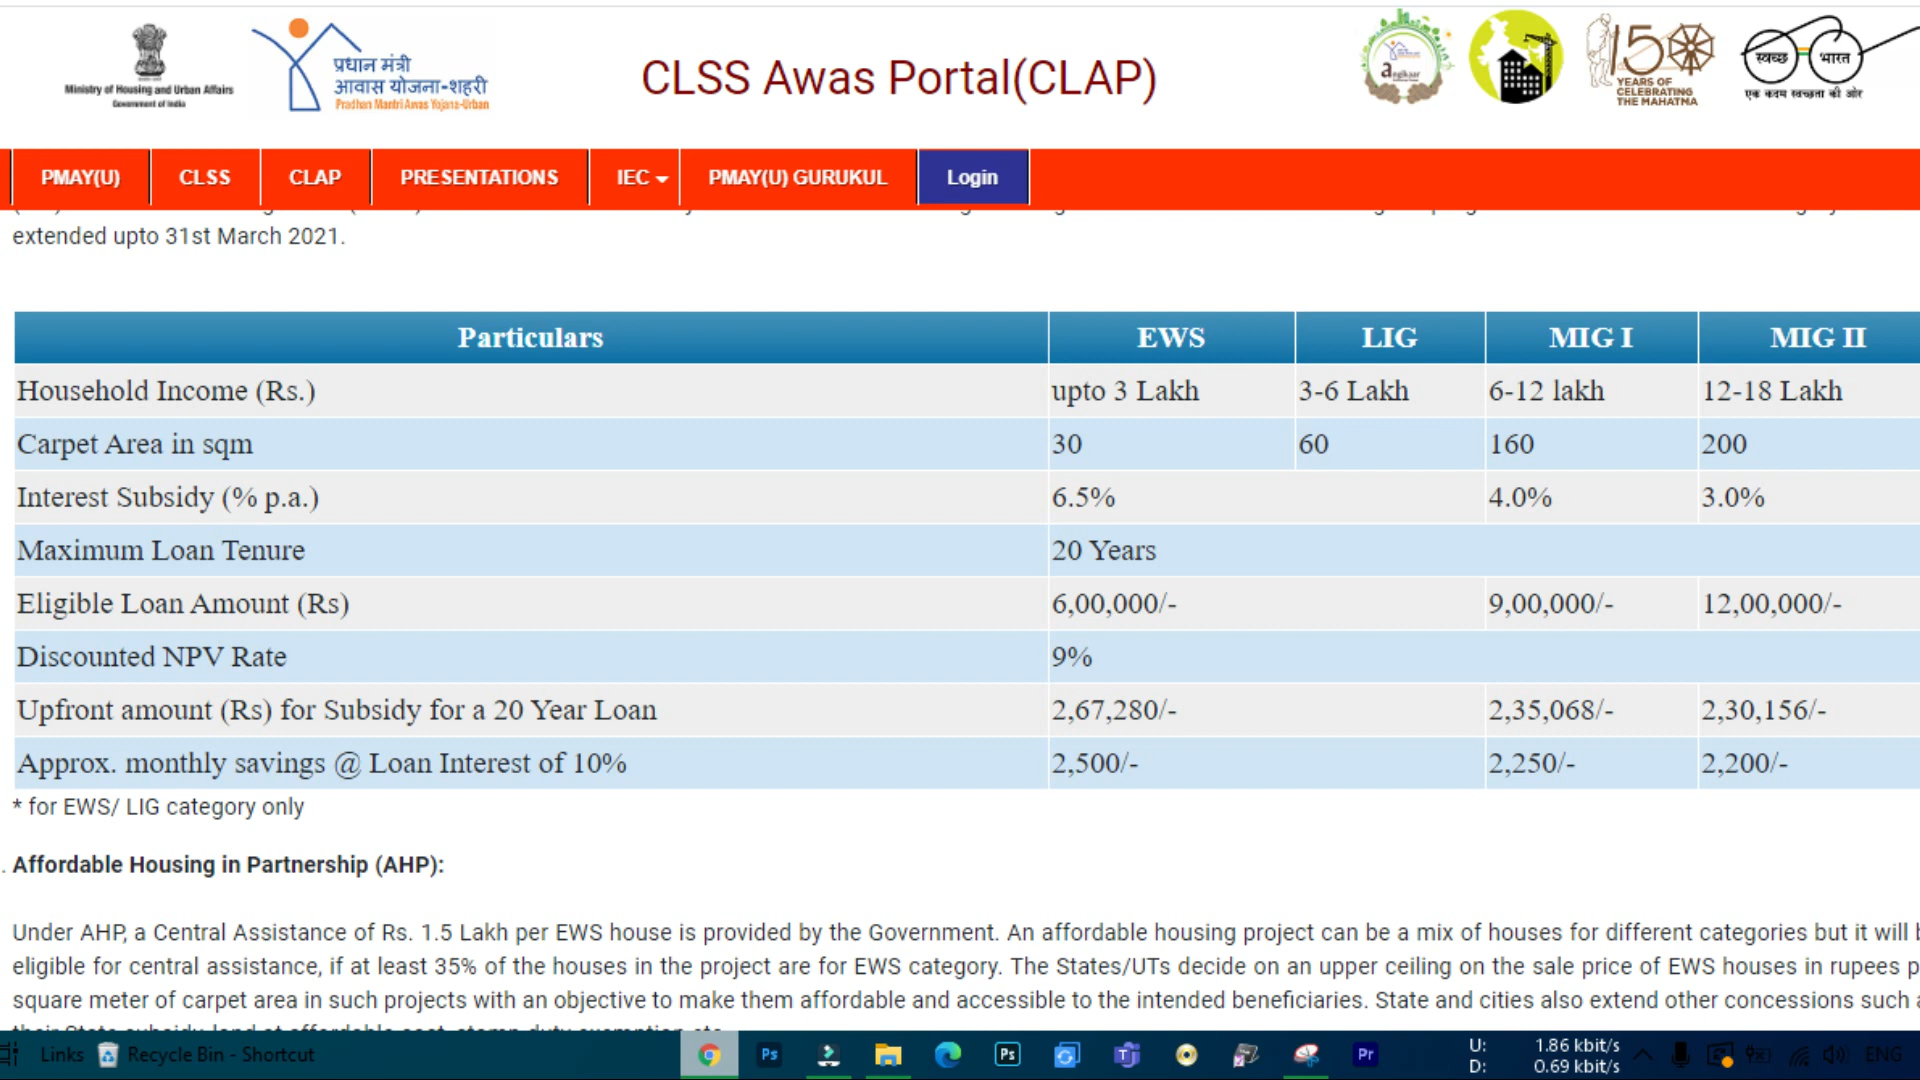 Ministry of Housing and Urban Affairs
Government of India
प्रधान मंत्री
आवास योजना-शहरी
Pradhan Mantri Awas Yojana-Urban
CLSS Awas Portal(CLAP)
angikaar
150
YEARS OF
CELEBRATING
THE MAHATMA
स्वच्छ भारत
एक कदम स्वच्छता की ओर
PMAY(U) CLSS CLAP PRESENTATIONS IEC PMAY(U) GURUKUL Login
extended upto 31st March 2021.
Particulars EWS LIG MIG I MIG II
Household Income (Rs.) upto 3 Lakh 3-6 Lakh 6-12 lakh 12-18 Lakh
Carpet Area in sqm 30 60 160 200
Interest Subsidy (% p.a.) 6.5% 4.0% 3.0%
Maximum Loan Tenure 20 Years
Eligible Loan Amount (Rs) 6,00,000/- 9,00,000/- 12,00,000/-
Discounted NPV Rate 9%
Upfront amount (Rs) for Subsidy for a 20 Year Loan 2,67,280/- 2,35,068/- 2,30,156/-
Approx. monthly savings @ Loan Interest of 10% 2,500/- 2,250/- 2,200/-
* for EWS/ LIG category only
. Affordable Housing in Partnership (AHP):
Under AHP, a Central Assistance of Rs. 1.5 Lakh per EWS house is provided by the Government. An affordable housing project can be a mix of houses for different categories but it will
eligible for central assistance, if at least 35% of the houses in the project are for EWS category. The States/UTs decide on an upper ceiling on the sale price of EWS houses in rupees p
square meter of carpet area in such projects with an objective to make them affordable and accessible to the intended beneficiaries. State and cities also extend other concessions such a
Links Recycle Bin - Shortcut Ps Ps Pr U: 1.86 kbit/s ENG
D: 0.69 kbit/s